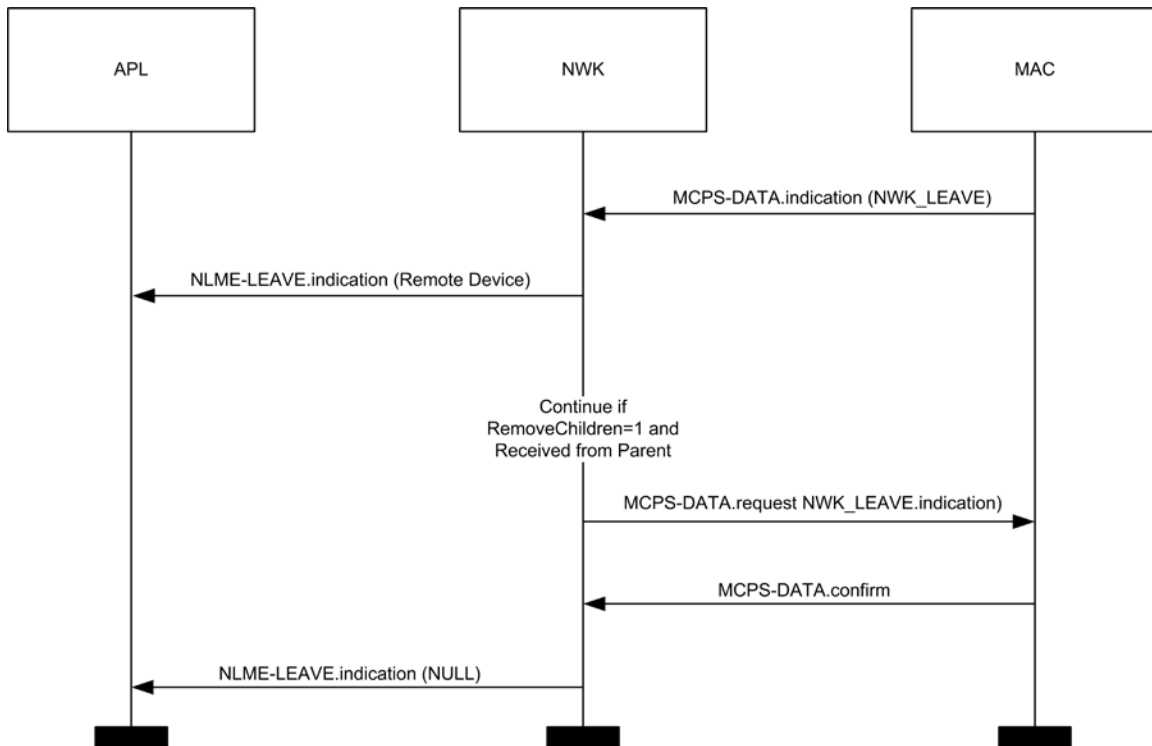 APL
NWK
MAC
MCPS-DATA.indication (NWK_LEAVE)
NLME-LEAVE.indication (Remote Device)
Continue if
RemoveChildren=1 and
Received from Parent
MCPS-DATA.request NWK_LEAVE.indication)
MCPS-DATA.confirm
NLME-LEAVE.indication (NULL)